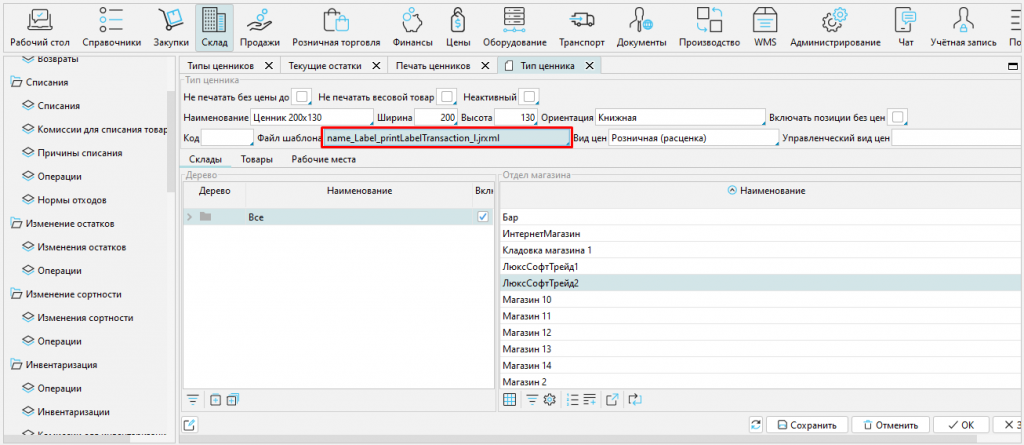 Рабочий стол Справочники Закупки Склад Продажи Розничная торговля Финансы Цены Оборудование Транспорт Документы Производство WMS Администрирование Чат Учётная запись
Возвраты
Списания
Списания
Комиссии для списания товар
Причины списания
Операции
Нормы отходов
Изменение остатков
Изменения остатков
Операции
Изменение сортности
Изменения сортности
Операции
Инвентаризация
Операции
Инвентаризации
Типы ценников Текущие остатки Печать ценников Тип ценника
Тип ценника
Не печатать без цены до Не печатать весовой товар Неактивный
Наименование Ценник 200x130 Ширина 200 Высота 130 Ориентация Книжная Включать позиции без цен
Код Файл шаблона name_Label_printLabelTransaction_l.jrxml Вид цен Розничная (расценка) Управленческий вид цен
Склады Товары Рабочие места
Дерево
Дерево Наименование Вклю
Все
Отдел магазина
Наименование
Бар
ИнтернетМагазин
Кладовка магазина 1
ЛюксСофтТрейд1
ЛюксСофтТрейд2
Магазин 10
Магазин 11
Магазин 12
Магазин 13
Магазин 14
Магазин 2
Сохранить Отменить OK